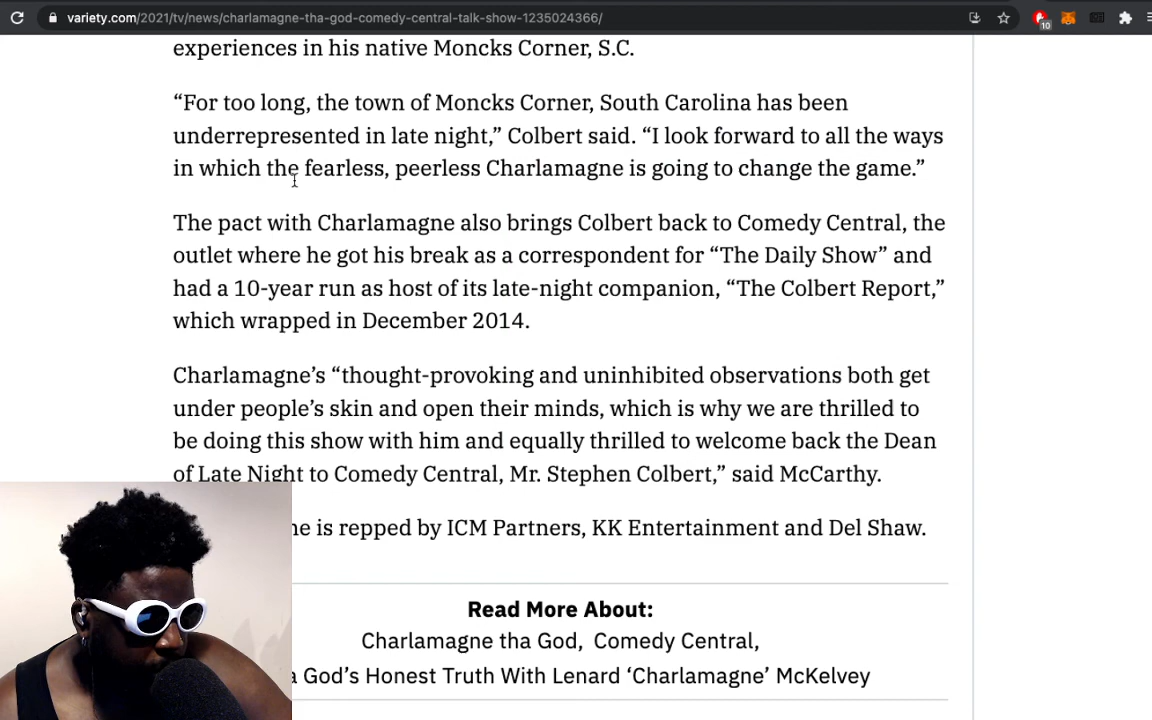 variety.com/2021/tv/news/charlamagne-tha-god-comedy-central-talk-show-1235024366/
10
experiences in his native Moncks Corner, S.C.
“For too long, the town of Moncks Corner, South Carolina has been
underrepresented in late night,” Colbert said. “I look forward to all the ways
in which the fearless, peerless Charlamagne is going to change the game.”
The pact with Charlamagne also brings Colbert back to Comedy Central, the
outlet where he got his break as a correspondent for “The Daily Show” and
had a 10-year run as host of its late-night companion, “The Colbert Report,”
which wrapped in December 2014.
Charlamagne’s “thought-provoking and uninhibited observations both get
under people’s skin and open their minds, which is why we are thrilled to
be doing this show with him and equally thrilled to welcome back the Dean
of Late Night to Comedy Central, Mr. Stephen Colbert,” said McCarthy.
is repped by ICM Partners, KK Entertainment and Del Shaw.
Read More About:
Charlamagne tha God, Comedy Central,
God’s Honest Truth With Lenard ‘Charlamagne’ McKelvey